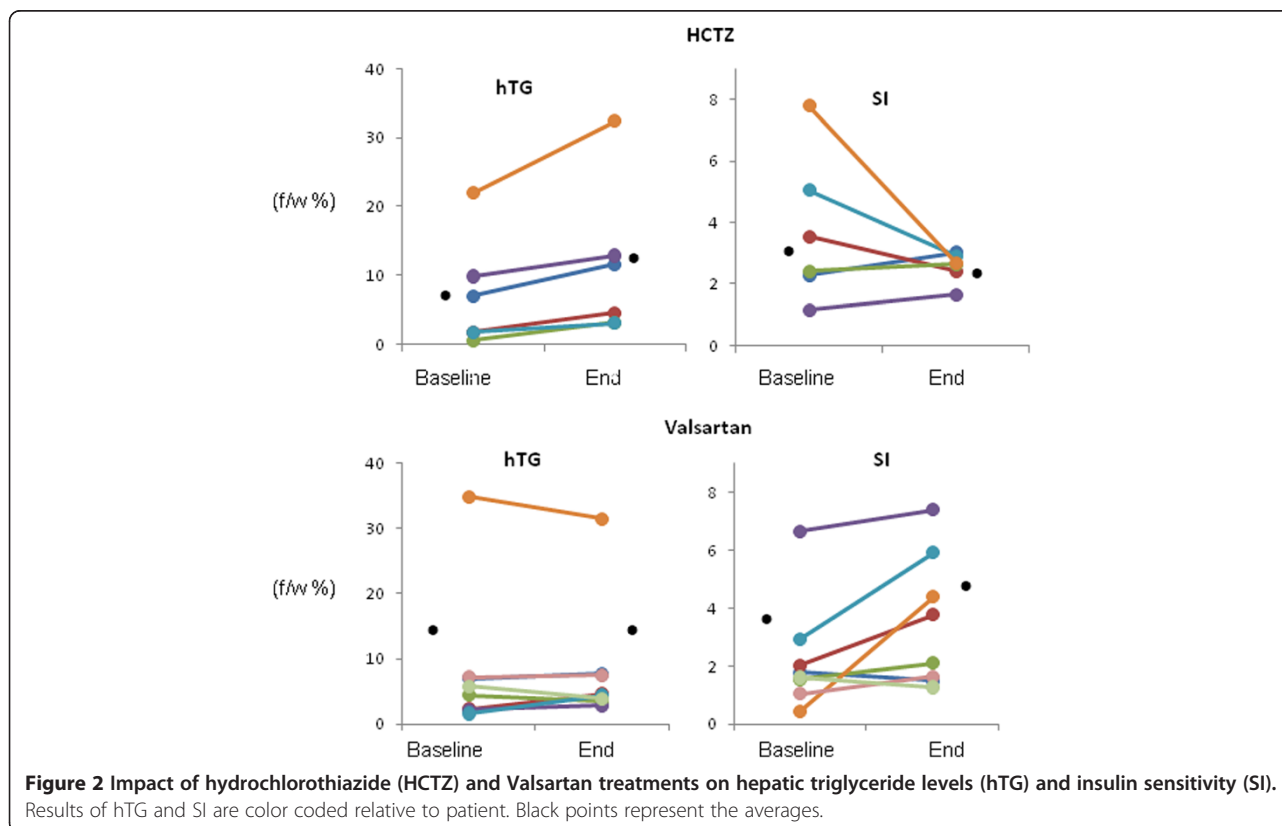 HCTZ
hTG
SI
(f/w %)
40
30
20
10
0
8
6
4
2
0
Baseline End
Baseline End
Valsartan
hTG
SI
(f/w %)
40
30
20
10
0
8
6
4
2
0
Baseline End
Baseline End
Figure 2 Impact of hydrochlorothiazide (HCTZ) and Valsartan treatments on hepatic triglyceride levels (hTG) and insulin sensitivity (SI).
Results of hTG and SI are color coded relative to patient. Black points represent the averages.